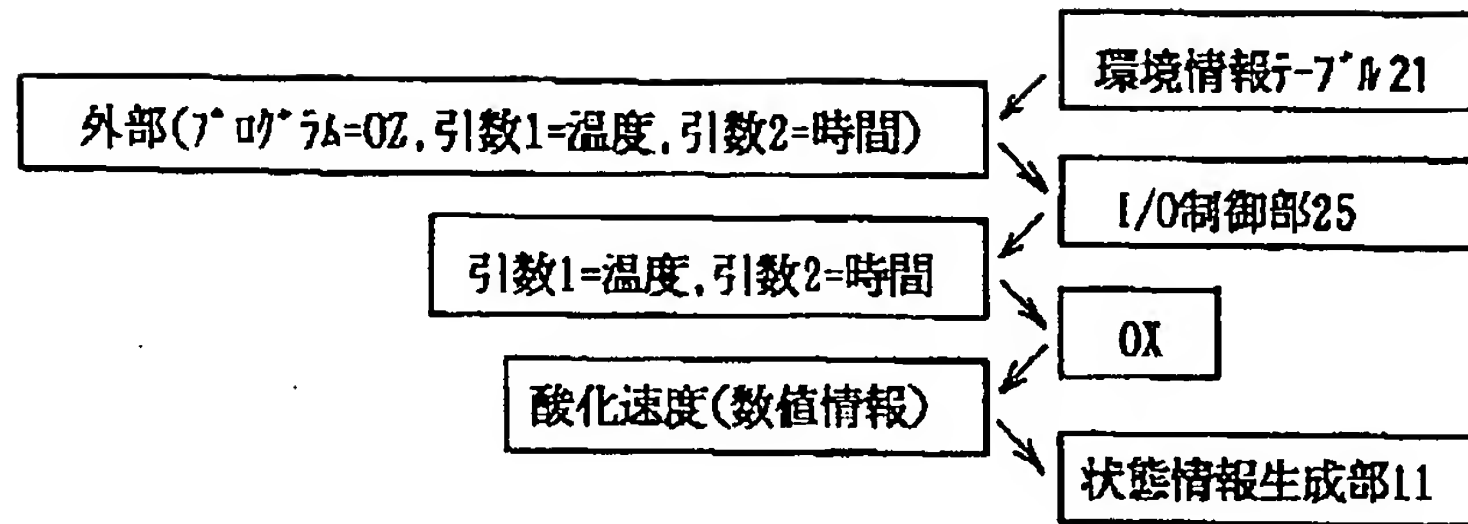 環境情報ﾃｰﾌﾞﾙ21
外部(ﾌﾟﾛｸﾞﾗﾑ=OX,引数1=温度,引数2=時間)
I/O制御部25
引数1=温度,引数2=時間
OX
酸化速度(数値情報)
状態情報生成部11